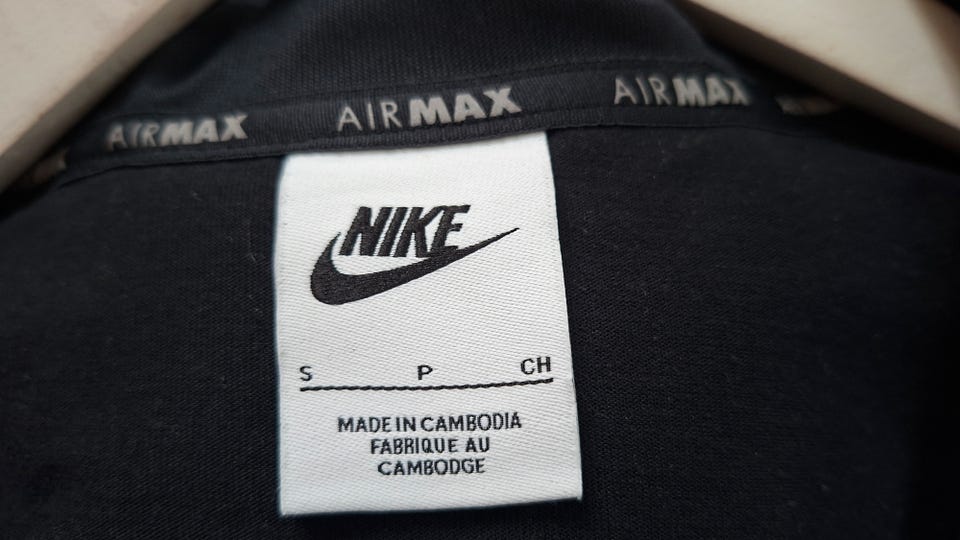 AIRMAX AIRMAX AIRMAX
NIKE
S P CH
MADE IN CAMBODIA
FABRIQUE AU
CAMBODGE